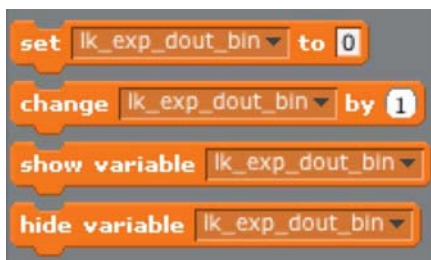 set lk_exp_dout_bin to 0
change lk_exp_dout_bin by 1
show variable lk_exp_dout_bin
hide variable lk_exp_dout_bin